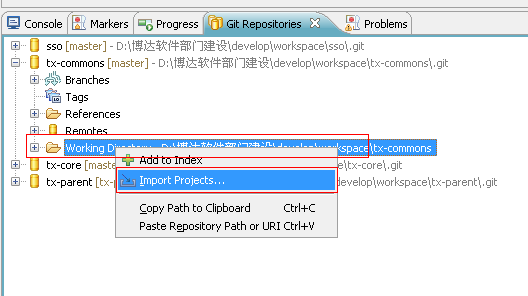 Console Markers Progress Git Repositories Problems
sso [master] - D:\博达软件部门建设\develop\workspace\sso\.git
tx-commons [master] - D:\博达软件部门建设\develop\workspace\tx-commons\.git
Branches
Tags
References
Remotes
Working Directory - D:\博达软件部门建设\develop\workspace\tx-commons
Add to Index
tx-core [mas tx-core\.git
Import Projects...
tx-parent [tx-p develop\workspace\tx-parent\.git
Copy Path to Clipboard Ctrl+C
Paste Repository Path or URI Ctrl+V